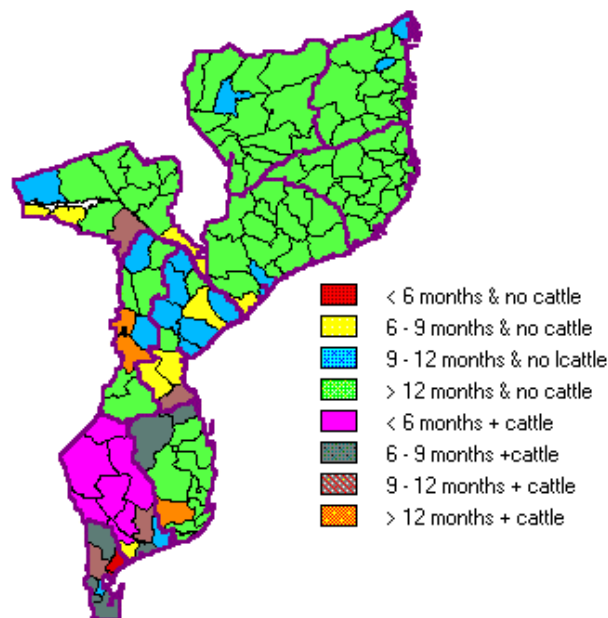 < 6 months & no cattle
6 - 9 months & no cattle
9 - 12 months & no lcattle
> 12 months & no cattle
< 6 months + cattle
6 - 9 months +cattle
9 - 12 months + cattle
> 12 months + cattle